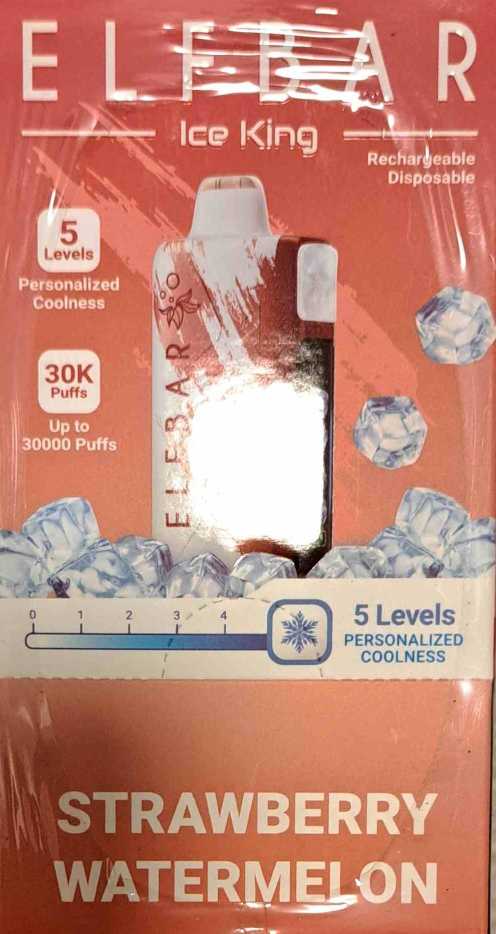 ELFBAR
Ice King
Rechargeable
Disposable
5
Levels
Personalized
Coolness
30K
Puffs
Up to
30000 Puffs
ELFBAR
0 1 2 3 4
5 Levels
PERSONALIZED
COOLNESS
STRAWBERRY
WATERMELON